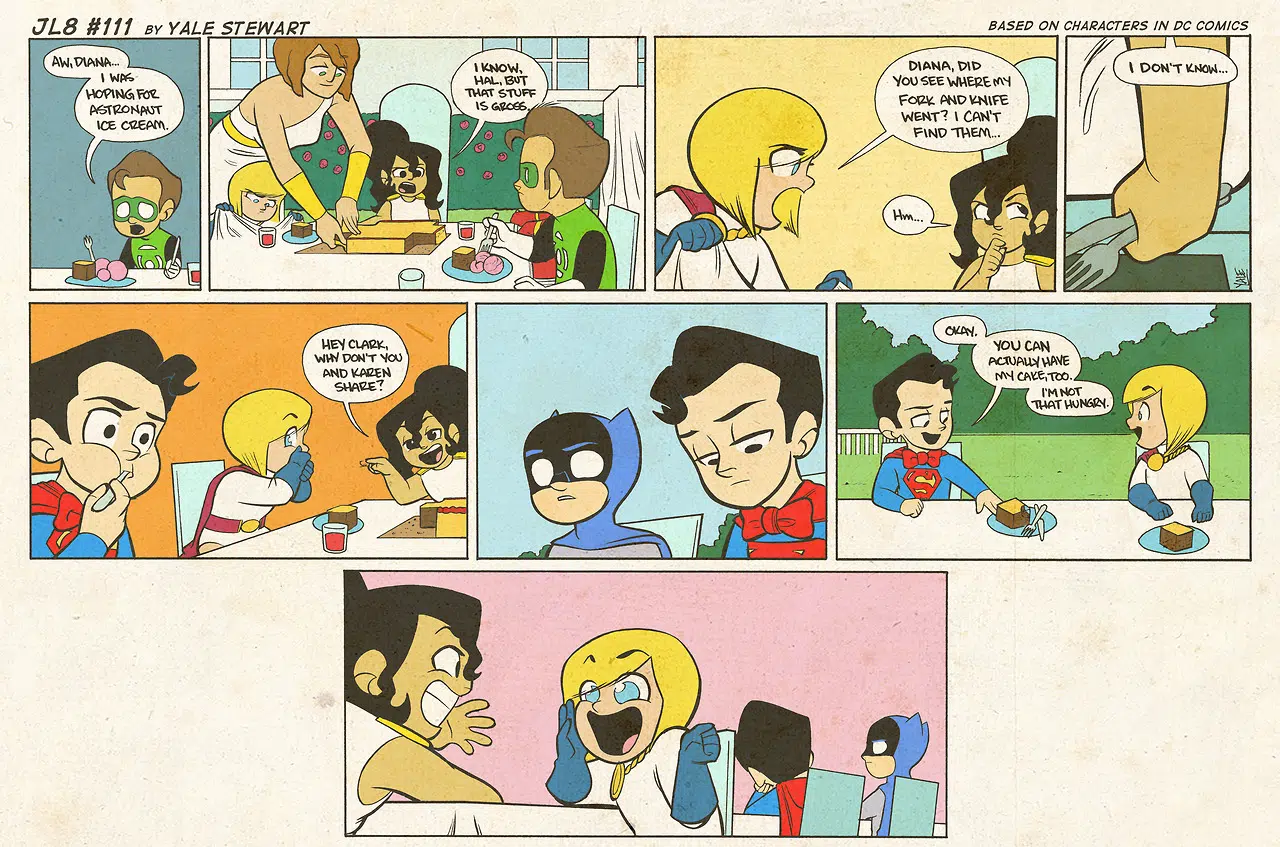 JL8 #111 BY YALE STEWART
BASED ON CHARACTERS IN DC COMICS
AW, DIANA...
I WAS
HOPING FOR
ASTRONAUT
ICE CREAM.
I KNOW,
HAL, BUT
THAT STUFF
IS GROSS.
DIANA, DID
YOU SEE WHERE MY
FORK AND KNIFE
WENT? I CAN'T
FIND THEM...
HM...
I DON'T KNOW...
YALE
HEY CLARK,
WHY DON'T YOU
AND KAREN
SHARE?
OKAY.
YOU CAN
ACTUALLY HAVE
MY CAKE, TOO.
I'M NOT
THAT HUNGRY.